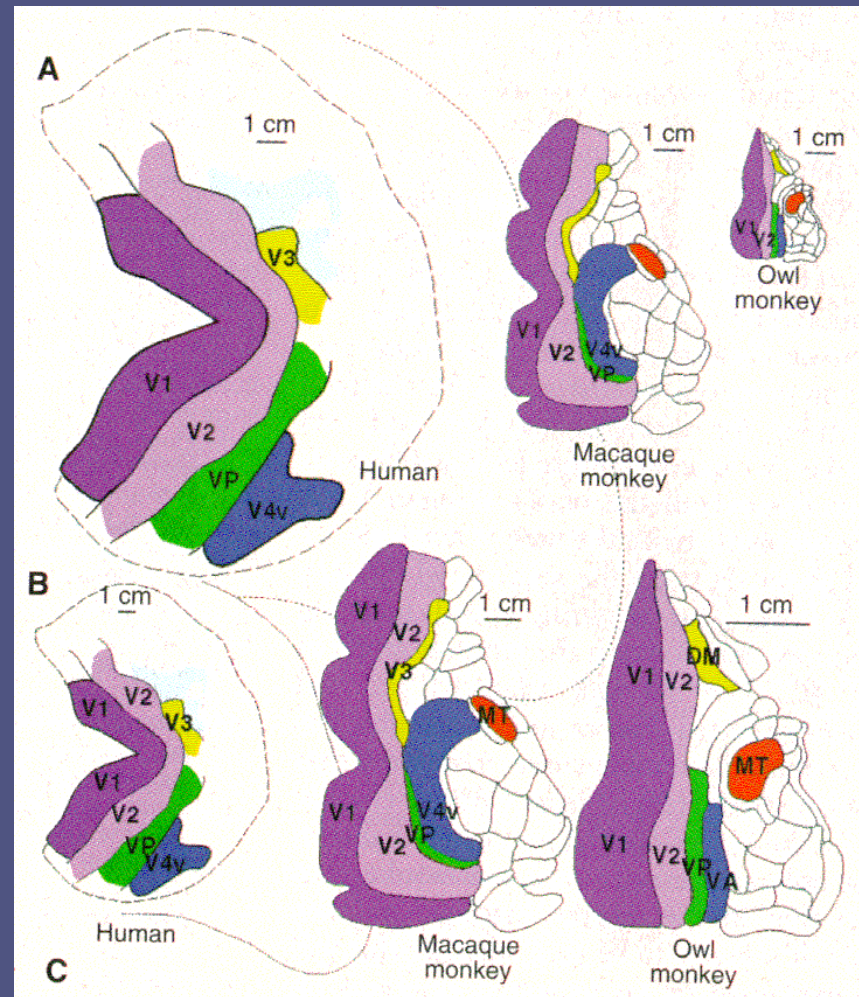 A
1 cm
1 cm
1 cm
V3
V1
V2
VP
V4v
Human
V1
V2
V4v
VP
Macaque
monkey
V1
V2
Owl
monkey
B
1 cm
V2
V1
V3
V1
V2
VP
V4v
Human
1 cm
V1
V2
V3
MT
V1
V4v
VP
V2
Macaque
monkey
1 cm
V1
V2
DM
MT
V1
V2
VP
VA
Owl
monkey
C